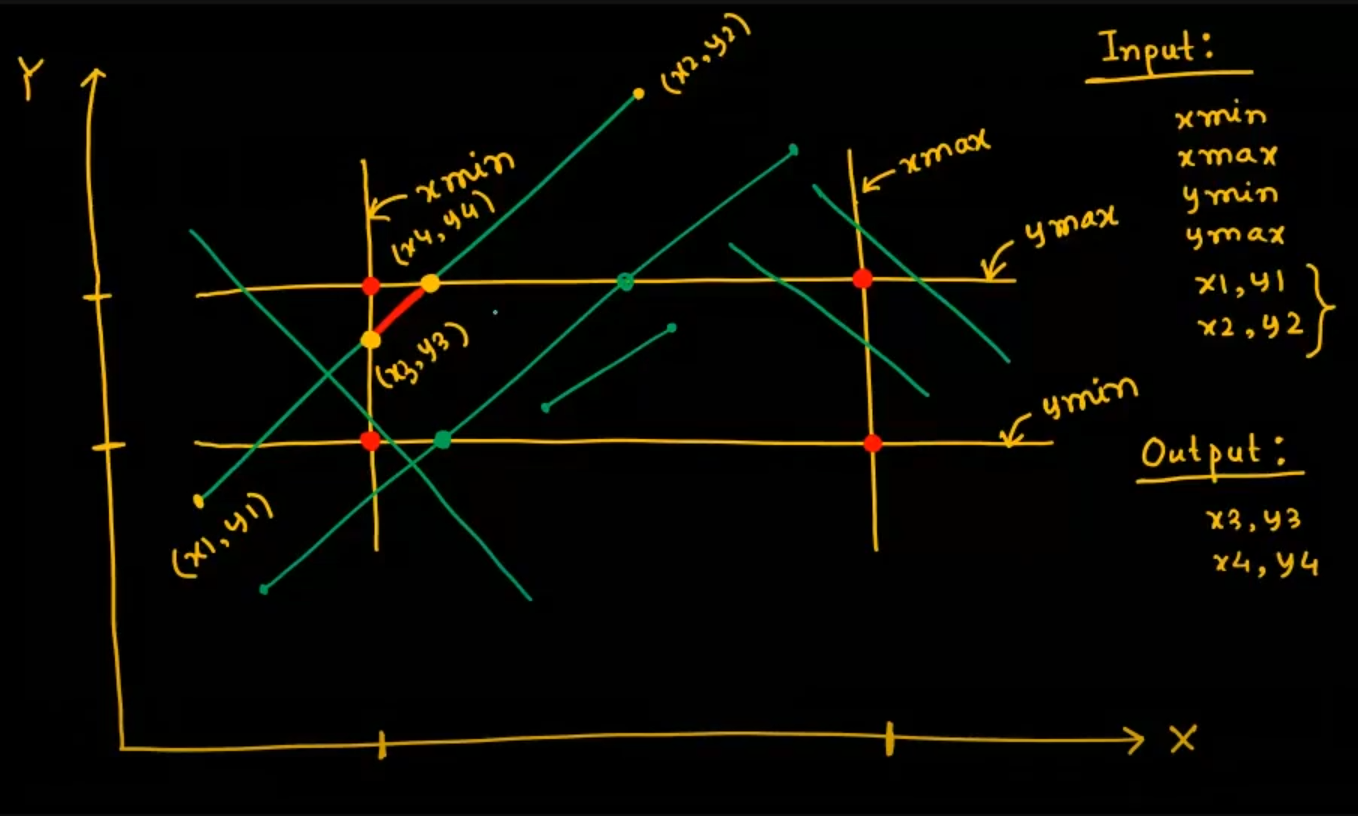 Y
(x2,y2)
xmin
(x4,y4)
xmax
ymax
(x3,y3)
ymin
(x1,y1)
X
Input:
xmin
xmax
ymin
ymax
x1,y1
x2,y2
Output:
x3,y3
x4,y4